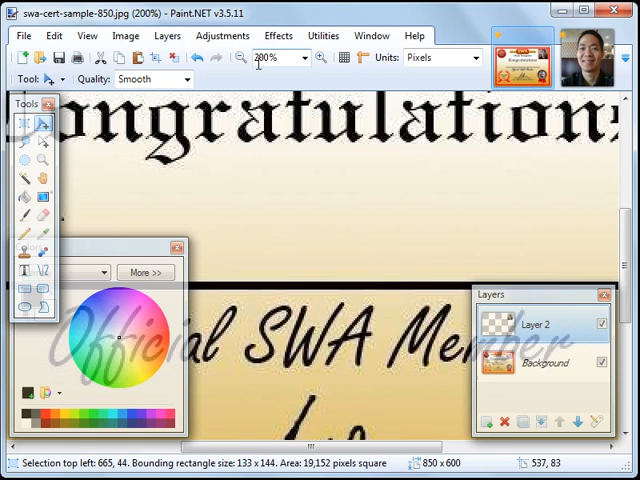 swa-cert-sample-850.jpg (200%) - Paint.NET v3.5.11
File Edit View Image Layers Adjustments Effects Utilities Window Help
200% Units: Pixels
Tool: Quality: Smooth
Tools
Congratulations
More >>
Official SWA Member
Layers
Layer 2
Background
Selection top left: 665, 44. Bounding rectangle size: 133 x 144. Area: 19,152 pixels square 850 x 600 537, 83